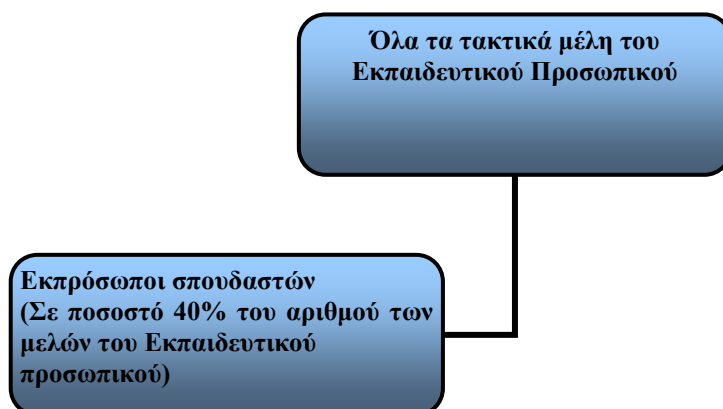 Όλα τα τακτικά μέλη του
Εκπαιδευτικού Προσωπικού
Εκπρόσωποι σπουδαστών
(Σε ποσοστό 40% του αριθμού των
μελών του Εκπαιδευτικού
προσωπικού)